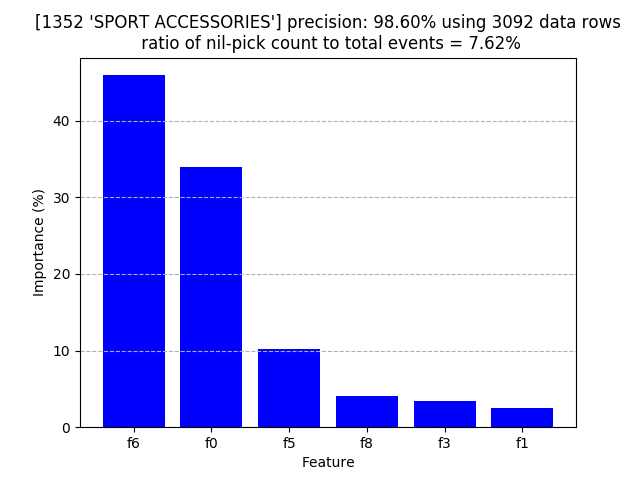 [1352 'SPORT ACCESSORIES'] precision: 98.60% using 3092 data rows
ratio of nil-pick count to total events = 7.62%
Importance (%)
40
30
20
10
0
f6 f0 f5 f8 f3 f1
Feature